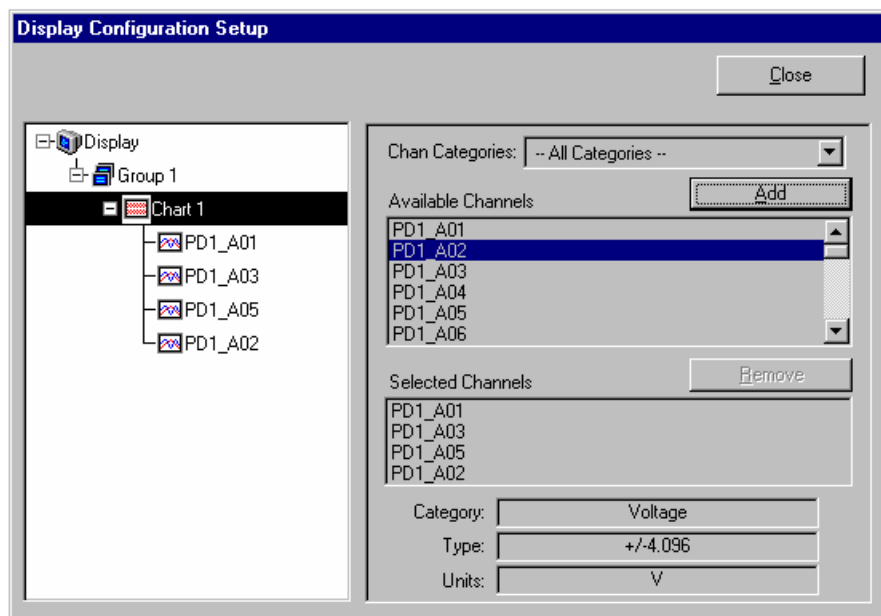 Display Configuration Setup
Close
Display
Group 1
Chart 1
PD1_A01
PD1_A03
PD1_A05
PD1_A02
Chan Categories: -- All Categories --
Available Channels
Add
PD1_A01
PD1_A02
PD1_A03
PD1_A04
PD1_A05
PD1_A06
Selected Channels
Remove
PD1_A01
PD1_A03
PD1_A05
PD1_A02
Category: Voltage
Type: +/-4.096
Units: V